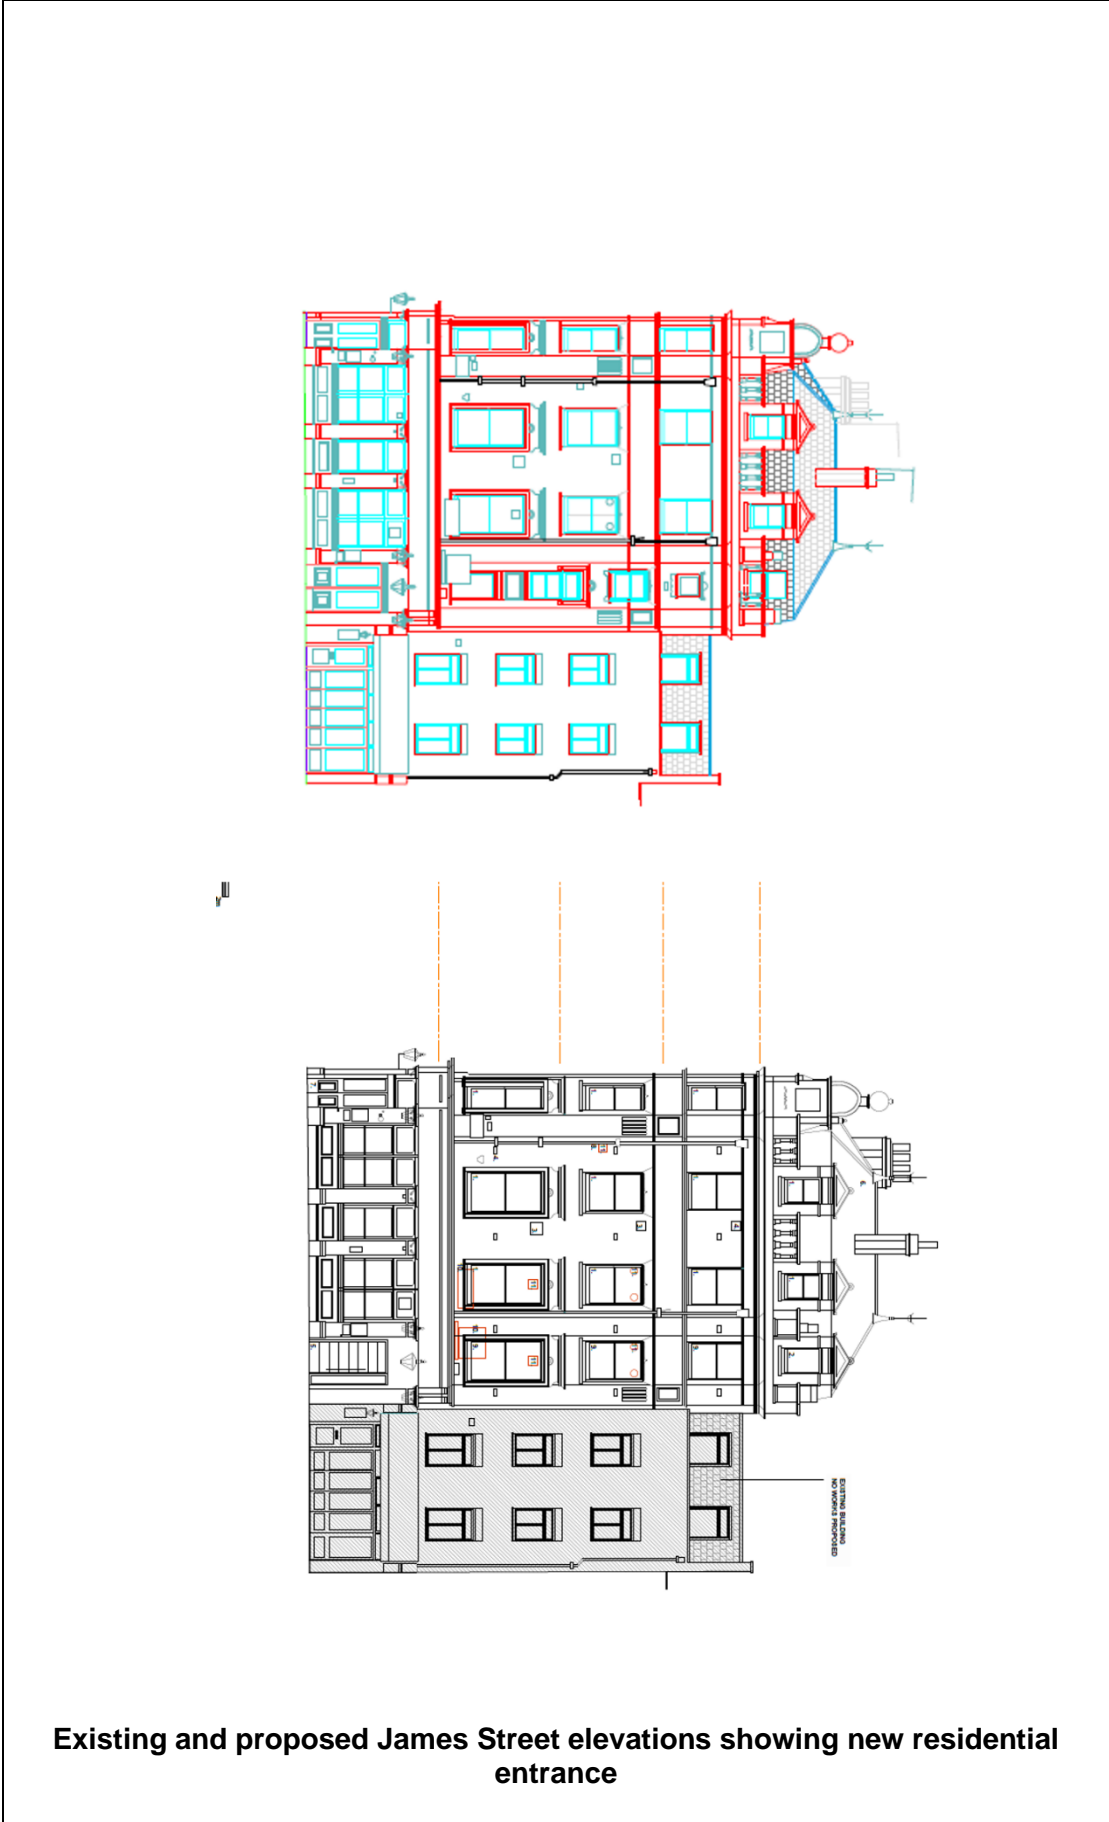 EXISTING BUILDING
NO WORKS PROPOSED
Existing and proposed James Street elevations showing new residential
entrance